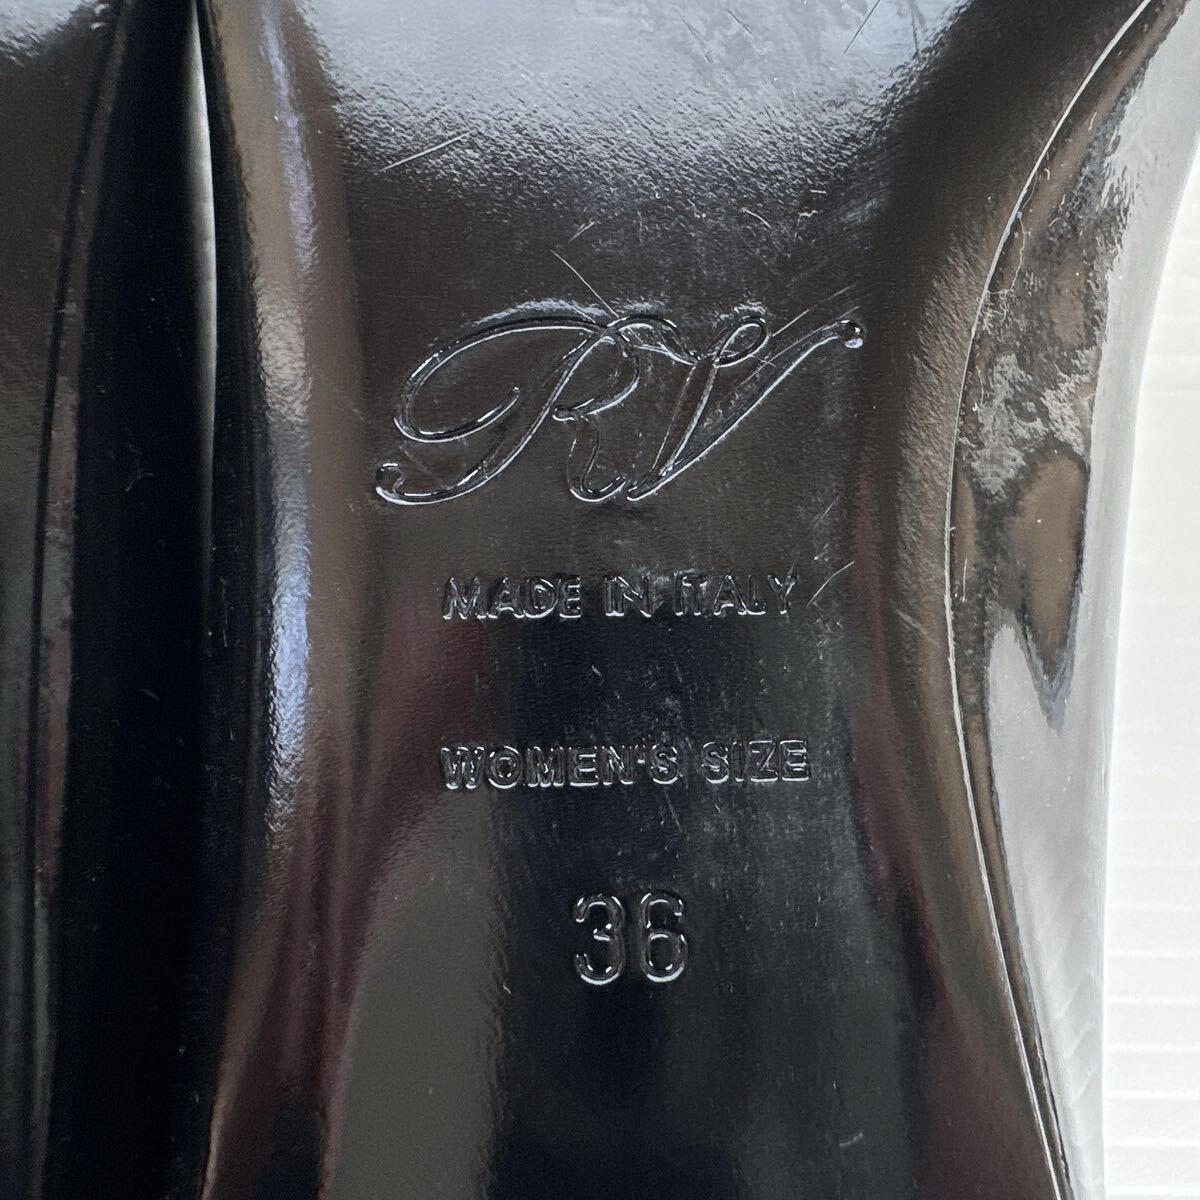 RV
MADE IN ITALY
WOMEN'S SIZE
36